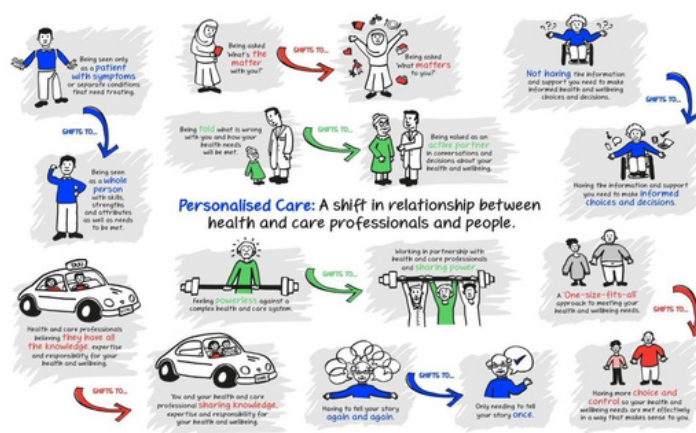 Being seen only
as a patient
with symptoms
or separate conditions
that need treating.
SHIFTS TO...
Being seen
as a whole
person
with skills,
strengths
and attributes
as well as needs
to be met.
Being asked
'What's the
matter
with you?'
SHIFTS TO...
Being asked
'What matters
to you?'
Not having the information
and support you need to make
informed health and wellbeing
choices and decisions.
SHIFTS TO...
Having the information and support
you need to make informed
choices and decisions.
Being told what is wrong
with you and how your
health needs
will be met.
SHIFTS TO...
Being valued as an
active partner
in conversations
and decisions about
your health
and wellbeing.
Personalised Care: A shift in relationship between
health and care professionals and people.
Feeling powerless against a
complex health and care system.
SHIFTS TO...
Working in partnership with
health and care professionals
and sharing power.
A 'One-size-fits-all'
approach to meeting your
health and wellbeing needs.
SHIFTS TO...
Having more choice and
control so your health and
wellbeing needs are met effectively
in a way that makes sense to you.
TAXI
Health and care professionals
believing they have all
the knowledge, expertise
and responsibility for your
health and wellbeing.
SHIFTS TO...
You and your health and care
professional sharing knowledge,
expertise and responsibility for
your health and wellbeing.
Having to tell your story
again and again.
SHIFTS TO...
Only needing to tell
your story once.